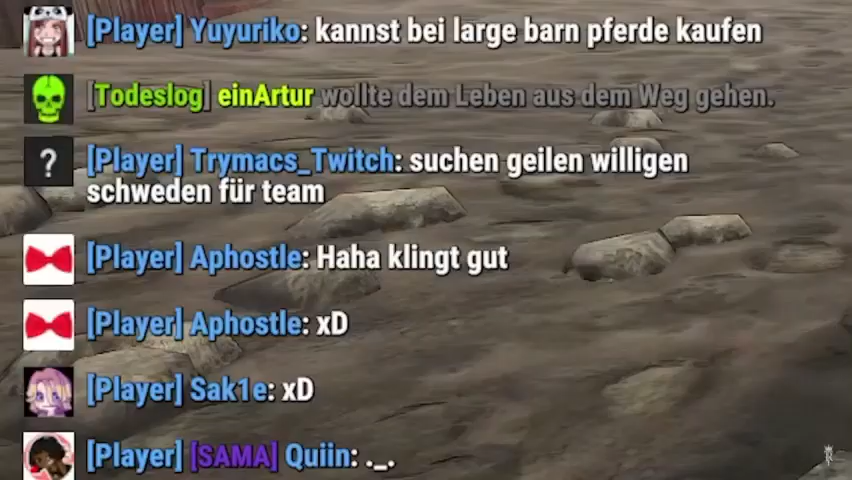 [Player] Yuyuriko: kannst bei large barn pferde kaufen
[Todeslog] einArtur wollte dem Leben aus dem Weg gehen.
?
[Player] Trymacs_Twitch: suchen geilen willigen
schweden für team
[Player] Aphostle: Haha klingt gut
[Player] Aphostle: xD
[Player] Sak1e: xD
[Player] [SAMA] Quiin: ._.